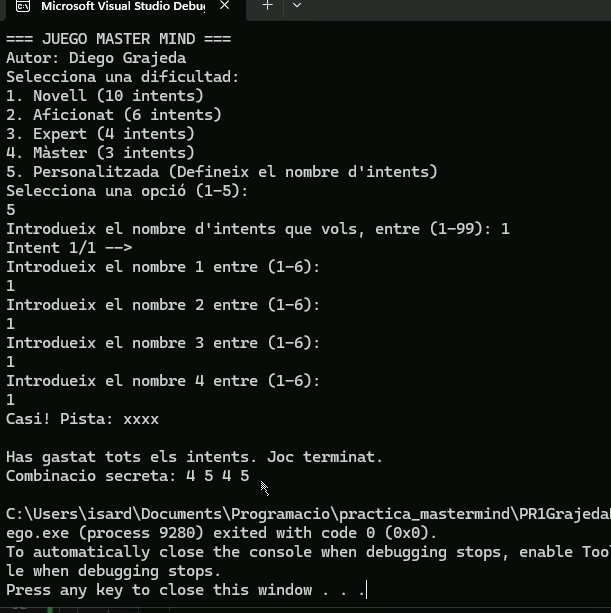 Microsoft Visual Studio Debu
=== JUEGO MASTER MIND ===
Autor: Diego Grajeda
Selecciona una dificultad:
1. Novell (10 intents)
2. Aficionat (6 intents)
3. Expert (4 intents)
4. Màster (3 intents)
5. Personalitzada (Defineix el nombre d'intents)
Selecciona una opció (1-5):
5
Introdueix el nombre d'intents que vols, entre (1-99): 1
Intent 1/1 -->
Introdueix el nombre 1 entre (1-6):
1
Introdueix el nombre 2 entre (1-6):
1
Introdueix el nombre 3 entre (1-6):
1
Introdueix el nombre 4 entre (1-6):
1
Casi! Pista: xxxx
Has gastat tots els intents. Joc terminat.
Combinacio secreta: 4 5 4 5
C:\Users\isard\Documents\Programacio\practica_mastermind\PR1Grajeda
ego.exe (process 9280) exited with code 0 (0x0).
To automatically close the console when debugging stops, enable Too
le when debugging stops.
Press any key to close this window . . .